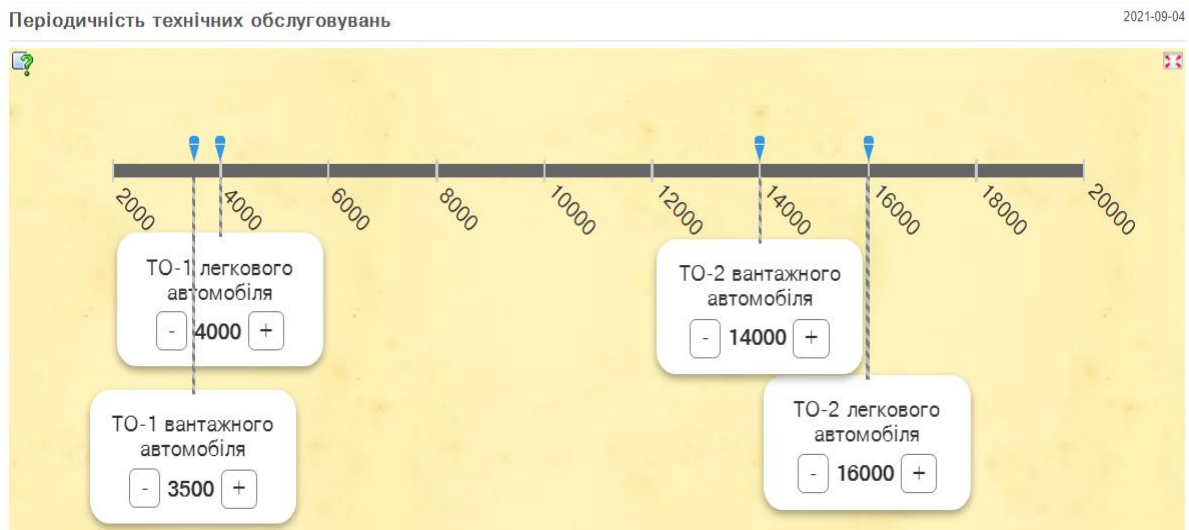 Періодичність технічних обслуговувань
2021-09-04
2000
4000
6000
8000
10000
12000
14000
16000
18000
20000
ТО-1 легкового
автомобіля
- 4000 +
ТО-2 вантажного
автомобіля
- 14000 +
ТО-1 вантажного
автомобіля
- 3500 +
ТО-2 легкового
автомобіля
- 16000 +